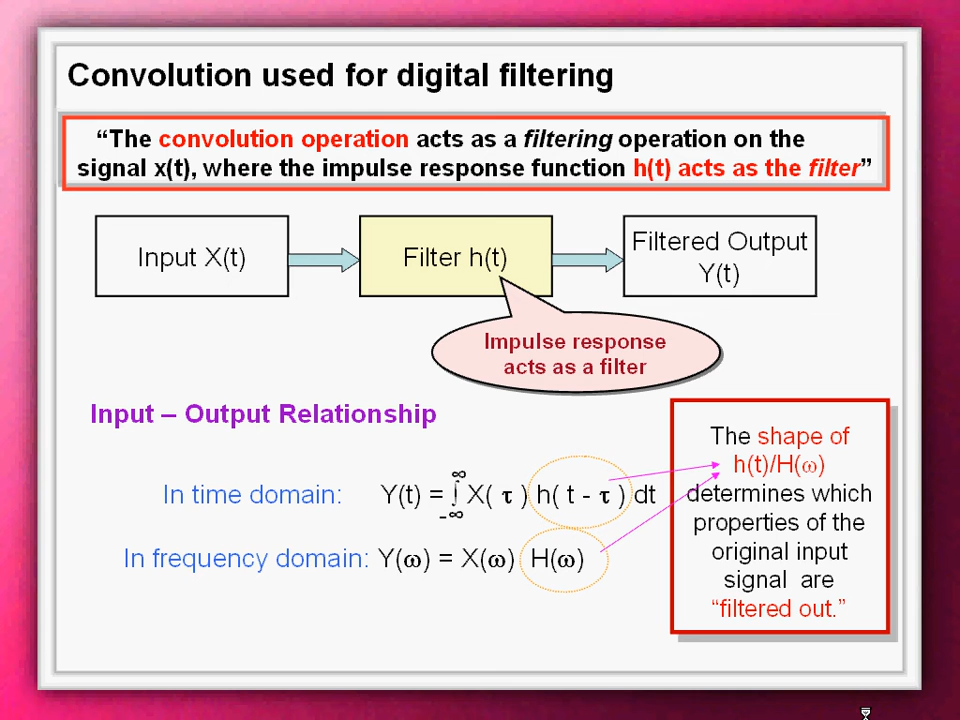 Convolution used for digital filtering
“The convolution operation acts as a filtering operation on the
signal x(t), where the impulse response function h(t) acts as the filter”
Input X(t)
Filter h(t)
Filtered Output
Y(t)
Impulse response
acts as a filter
Input – Output Relationship
In time domain: Y(t) = ∫ X( τ ) h( t - τ ) dt
∞
-∞
In frequency domain: Y(ω) = X(ω) H(ω)
The shape of
h(t)/H(ω)
determines which
properties of the
original input
signal are
“filtered out.”